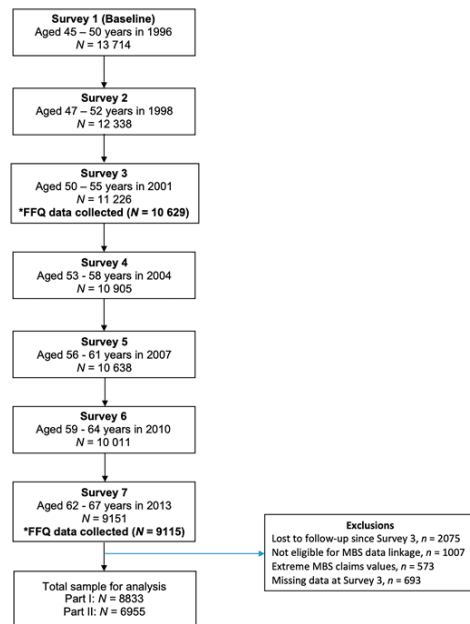 Survey 1 (Baseline)
Aged 45 – 50 years in 1996
N = 13 714
Survey 2
Aged 47 – 52 years in 1998
N = 12 338
Survey 3
Aged 50 – 55 years in 2001
N = 11 226
*FFQ data collected (N = 10 629)
Survey 4
Aged 53 - 58 years in 2004
N = 10 905
Survey 5
Aged 56 - 61 years in 2007
N = 10 638
Survey 6
Aged 59 - 64 years in 2010
N = 10 011
Survey 7
Aged 62 - 67 years in 2013
N = 9151
*FFQ data collected (N = 9115)
Exclusions
Lost to follow-up since Survey 3, n = 2075
Not eligible for MBS data linkage, n = 1007
Extreme MBS claims values, n = 573
Missing data at Survey 3, n = 693
Total sample for analysis
Part I: N = 8833
Part II: N = 6955